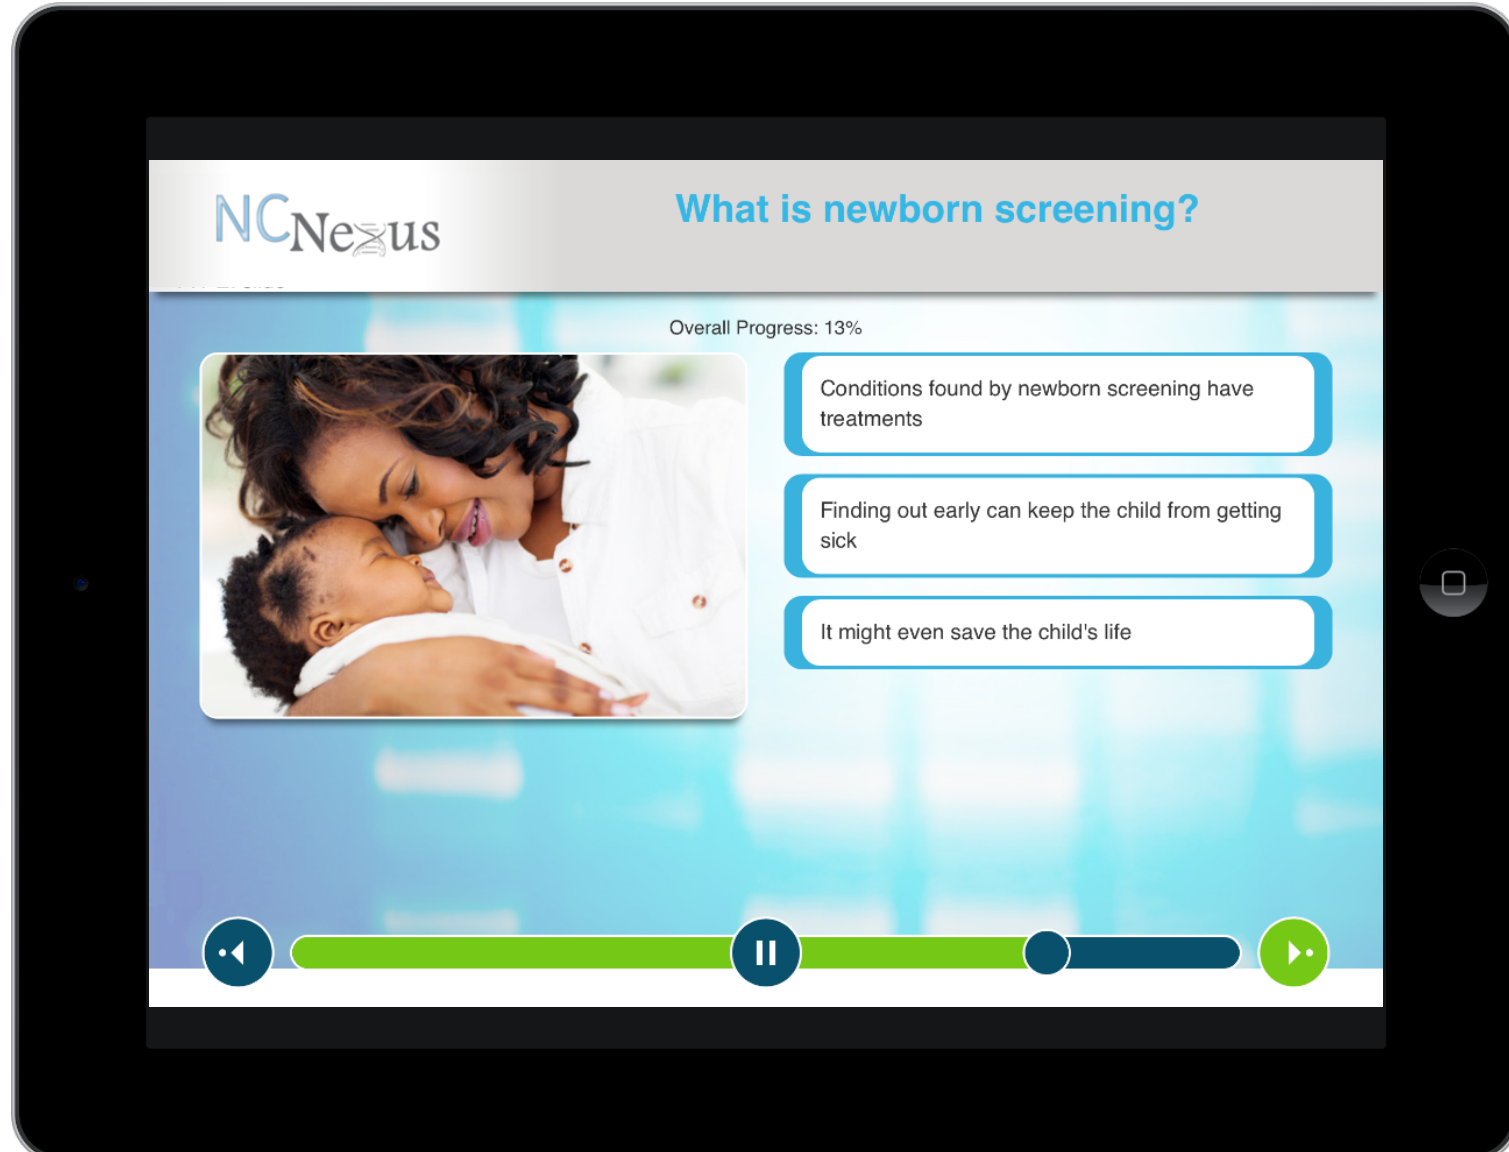 NCNexus
What is newborn screening?
Overall Progress: 13%
Conditions found by newborn screening have
treatments
Finding out early can keep the child from getting
sick
It might even save the child's life